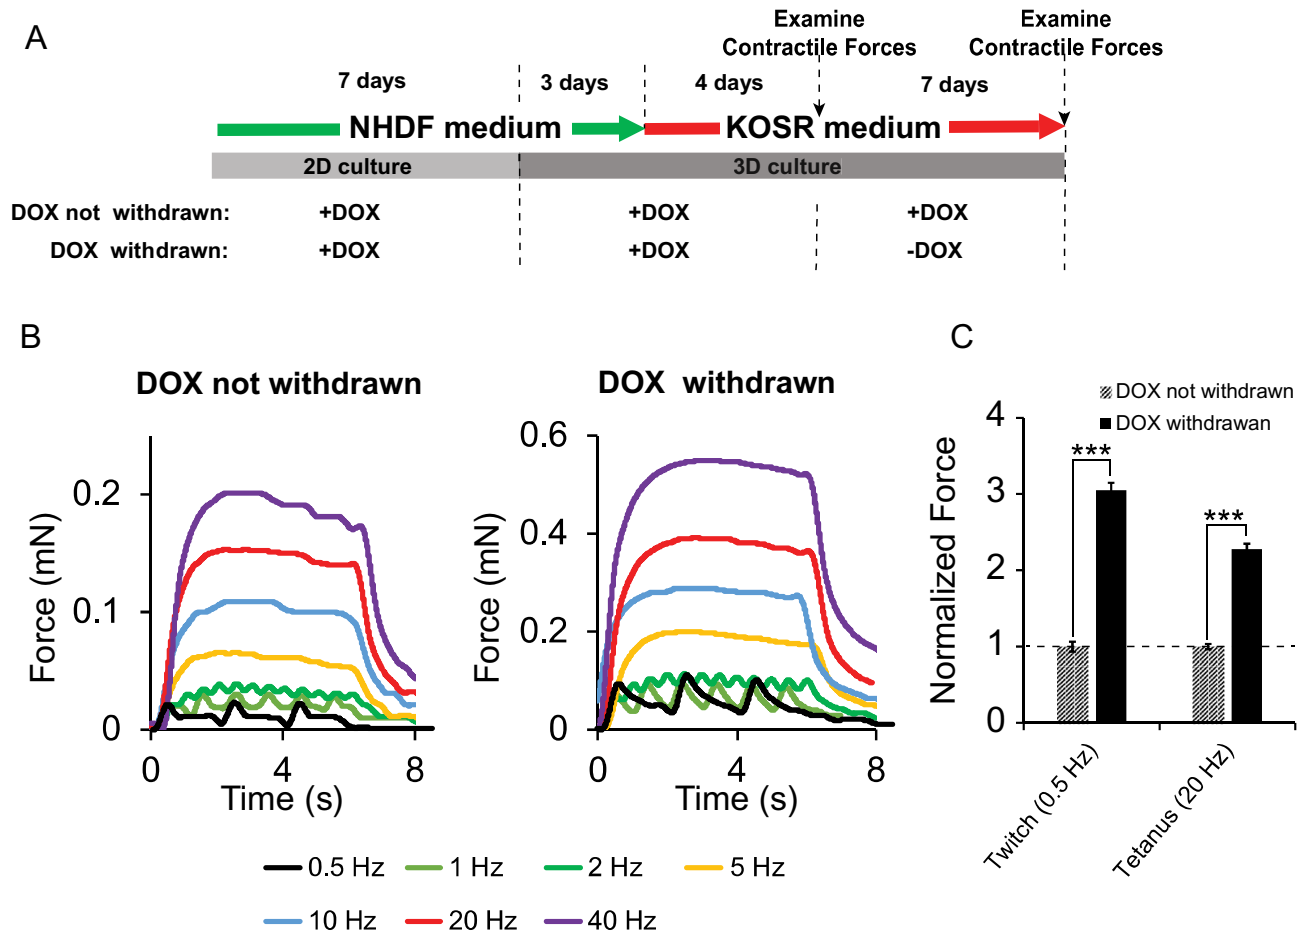 A
Examine
Contractile Forces
Examine
Contractile Forces
7 days
3 days
4 days
7 days
NHDF medium
KOSR medium
2D culture
3D culture
DOX not withdrawn:
+DOX
+DOX
+DOX
DOX withdrawn:
+DOX
+DOX
-DOX
B
DOX not withdrawn
Force (mN)
0.2
0.1
0
0
4
8
Time (s)
DOX withdrawn
Force (mN)
0.6
0.4
0.2
0
0
4
8
Time (s)
0.5 Hz
1 Hz
2 Hz
5 Hz
10 Hz
20 Hz
40 Hz
C
DOX not withdrawn
DOX withdrawan
Normalized Force
4
3
2
1
0
***
***
Twitch (0.5 Hz)
Tetanus (20 Hz)